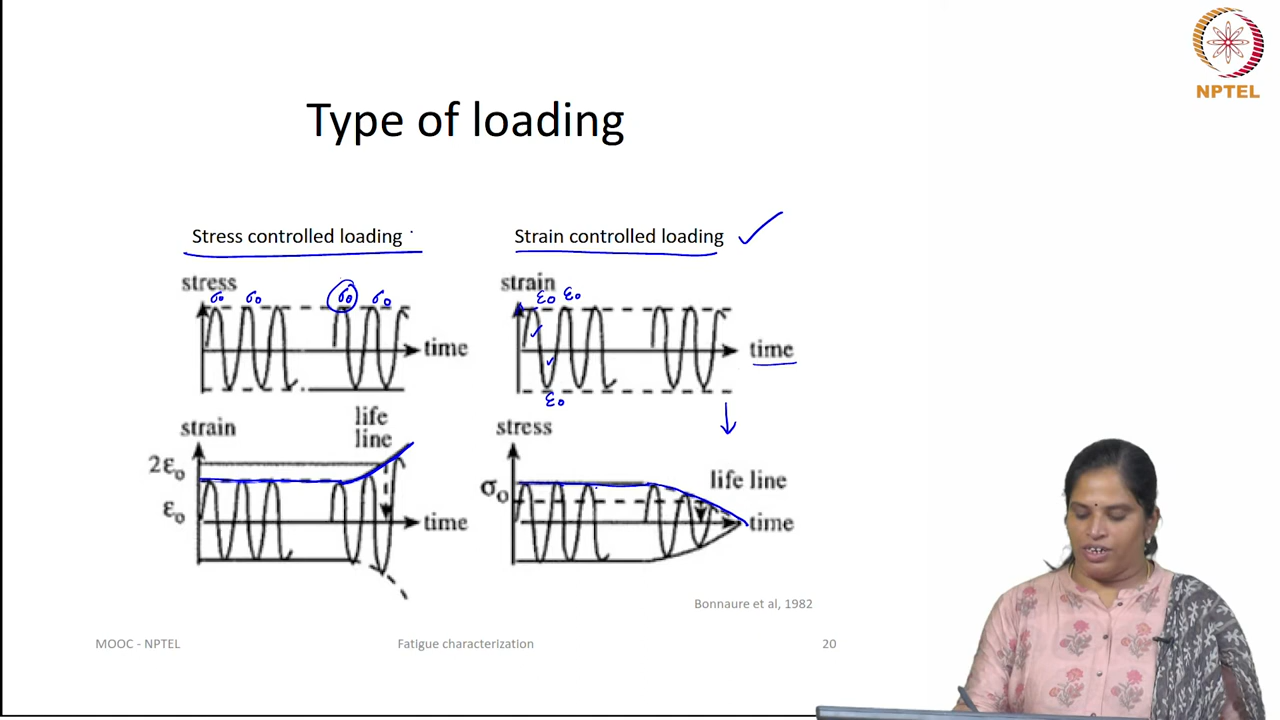 NPTEL
Type of loading
Stress controlled loading
stress
σ₀ σ₀ σ₀ σ₀
time
strain
life
line
2ε₀
ε₀
time
Strain controlled loading
strain
ε₀ ε₀
time
ε₀
stress
life line
σ₀
time
Bonnaure et al, 1982
MOOC - NPTEL
Fatigue characterization
20